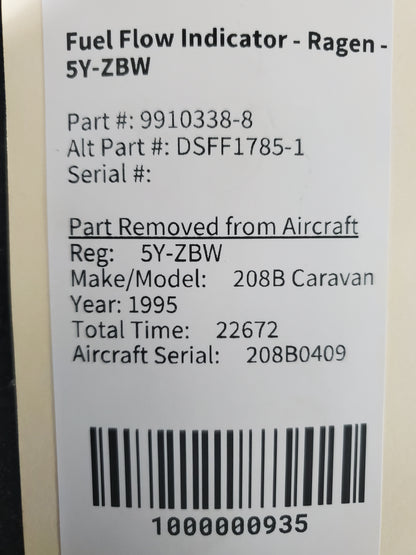 Fuel Flow Indicator - Ragen -
5Y-ZBW
Part #: 9910338-8
Alt Part #: DSFF1785-1
Serial #:
Part Removed from Aircraft
Reg: 5Y-ZBW
Make/Model: 208B Caravan
Year: 1995
Total Time: 22672
Aircraft Serial: 208B0409
1000000935